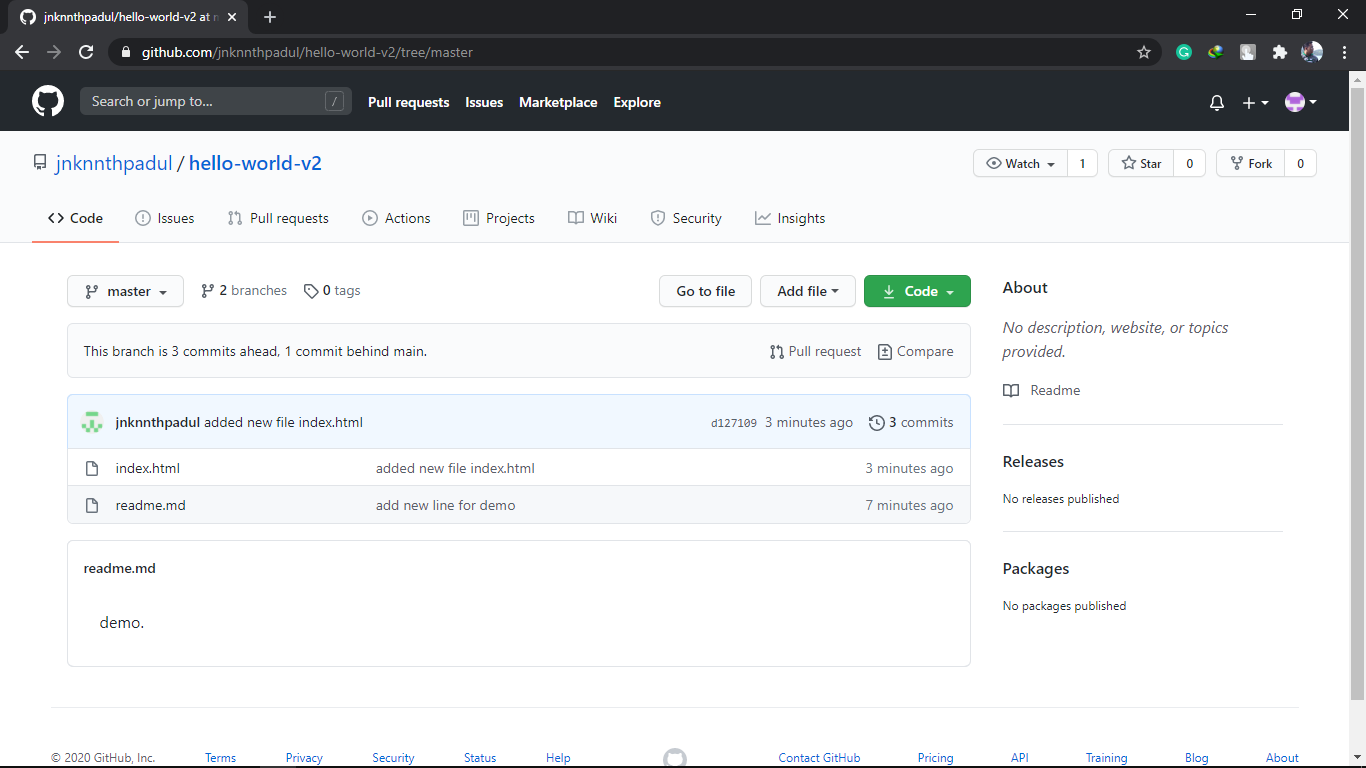 jnknnthpadul/hello-world-v2 at
github.com/jnknnthpadul/hello-world-v2/tree/master
Search or jump to... /
Pull requests Issues Marketplace Explore
jnknnthpadul / hello-world-v2
Watch 1 Star 0 Fork 0
Code Issues Pull requests Actions Projects Wiki Security Insights
master 2 branches 0 tags Go to file Add file Code
This branch is 3 commits ahead, 1 commit behind main. Pull request Compare
jnknnthpadul added new file index.html d127109 3 minutes ago 3 commits
index.html added new file index.html 3 minutes ago
readme.md add new line for demo 7 minutes ago
readme.md
demo.
About
No description, website, or topics
provided.
Readme
Releases
No releases published
Packages
No packages published
© 2020 GitHub, Inc. Terms Privacy Security Status Help Contact GitHub Pricing API Training Blog About